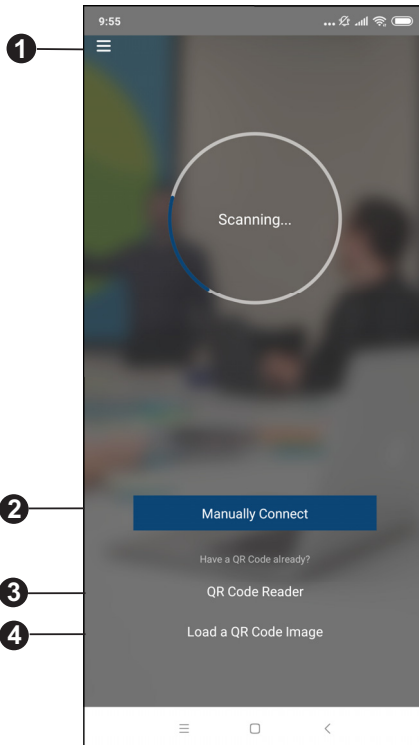 9:55
1
Scanning...
2
Manually Connect
Have a QR Code already?
3
QR Code Reader
4
Load a QR Code Image